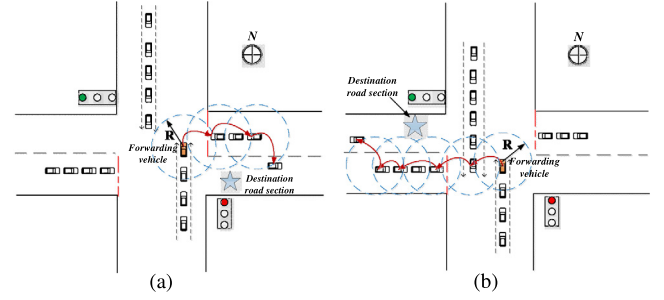 N
R
Forwarding
vehicle
Destination
road section
(a)
N
Destination
road section
R
Forwarding
vehicle
(b)